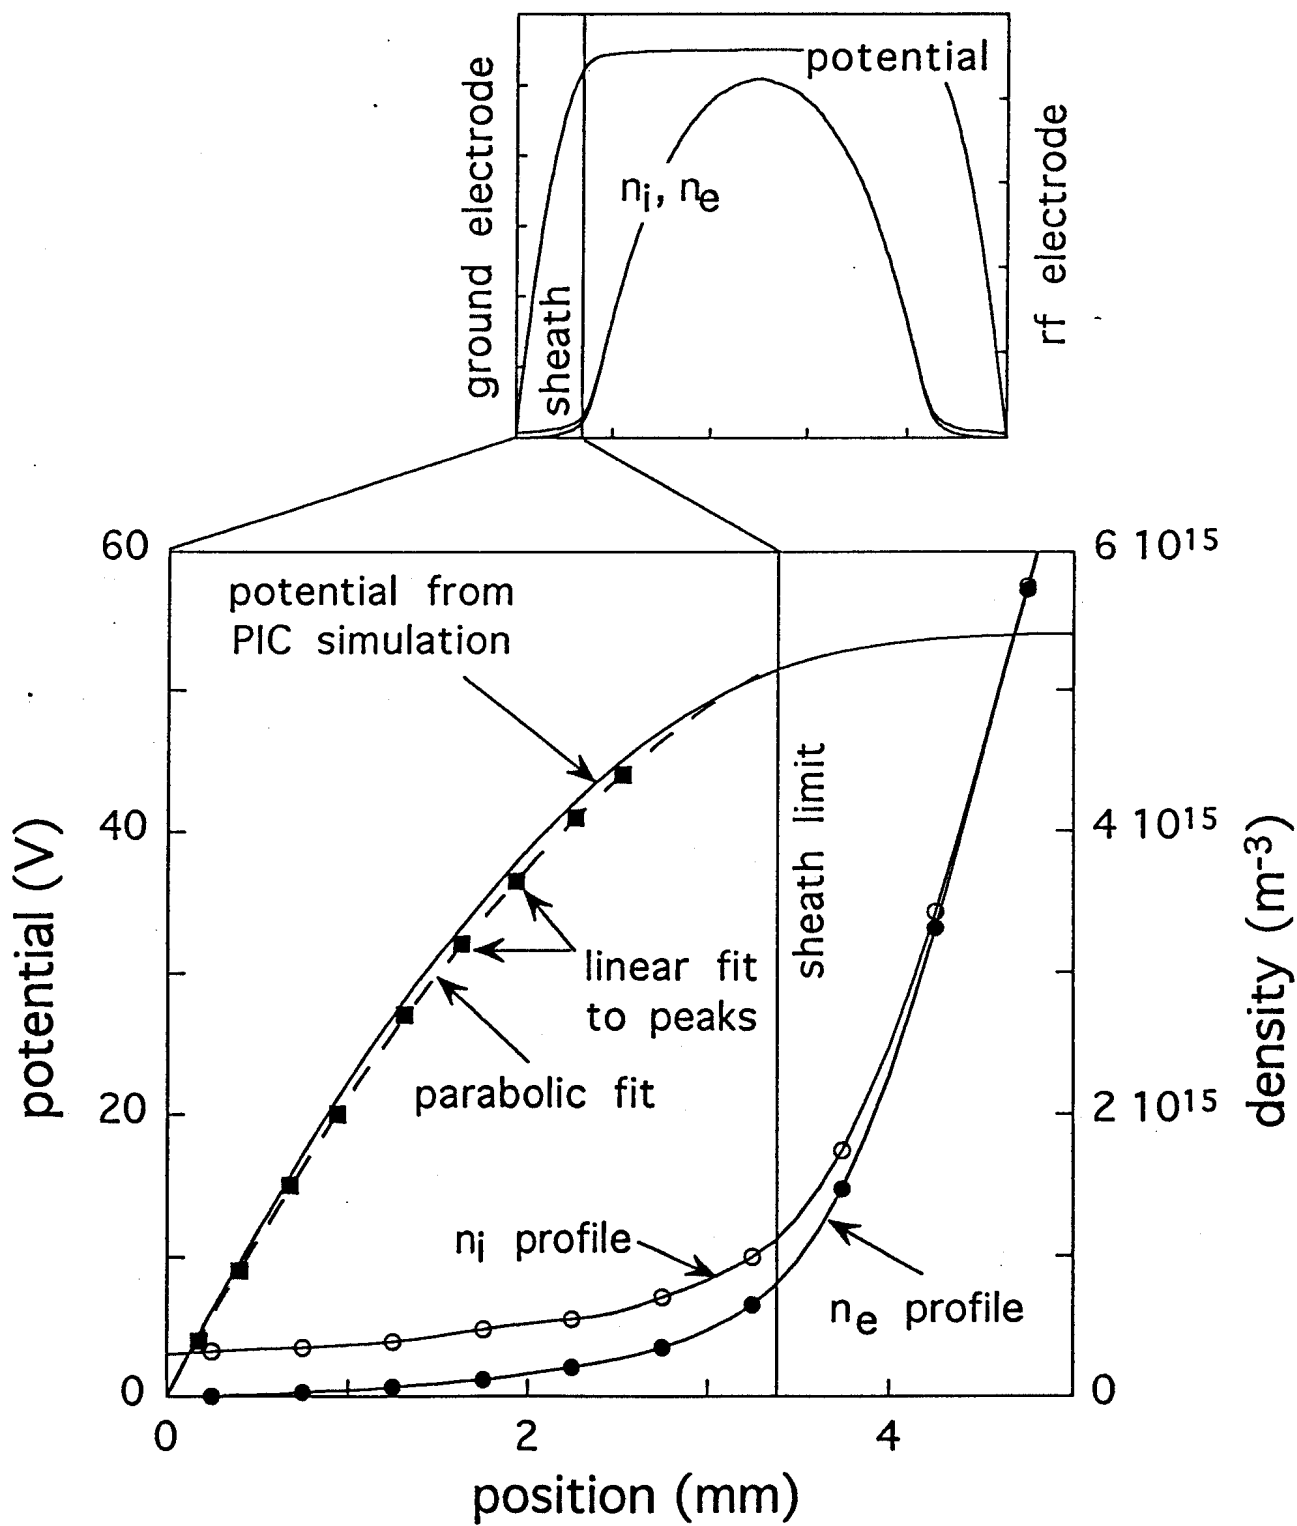 potential
ground electrode
sheath
nᵢ, nₑ
rf electrode
60
6 10¹⁵
potential from
PIC simulation
40
4 10¹⁵
potential (V)
sheath limit
density (m⁻³)
linear fit
to peaks
parabolic fit
20
2 10¹⁵
nᵢ profile
nₑ profile
0
0
0
2
4
position (mm)